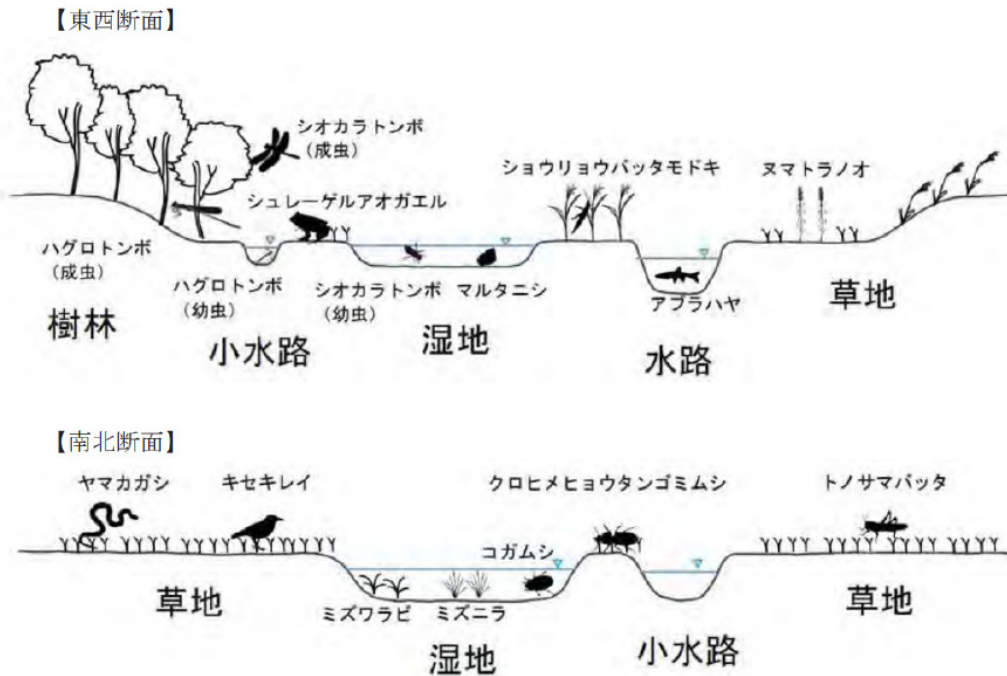 【東西断面】
シオカラトンボ
（成虫）
ショウリョウバッタモドキ
ヌマトラノオ
シュレーゲルアオガエル
ハグロトンボ
（成虫）
ハグロトンボ
（幼虫）
シオカラトンボ
（幼虫）
マルタニシ
アブラハヤ
樹林
小水路
湿地
水路
草地
【南北断面】
ヤマカガシ
キセキレイ
クロヒメヒョウタンゴミムシ
トノサマバッタ
コガムシ
ミズワラビ
ミズニラ
草地
湿地
小水路
草地